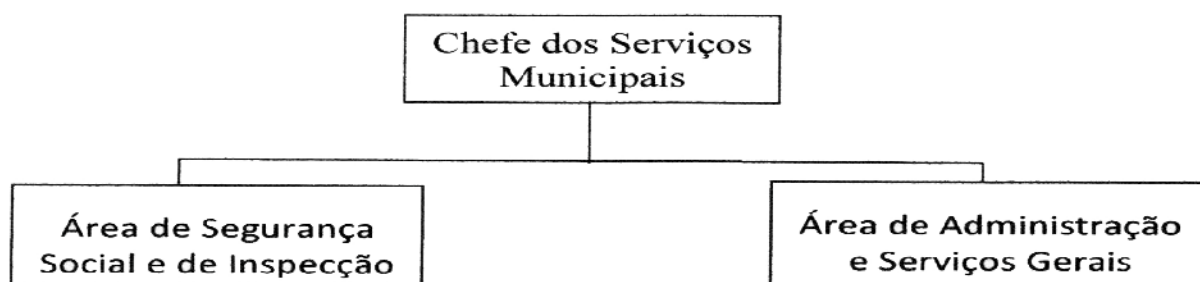 Chefe dos Serviços
Municipais
Área de Segurança
Social e de Inspecção
Área de Administração
e Serviços Gerais